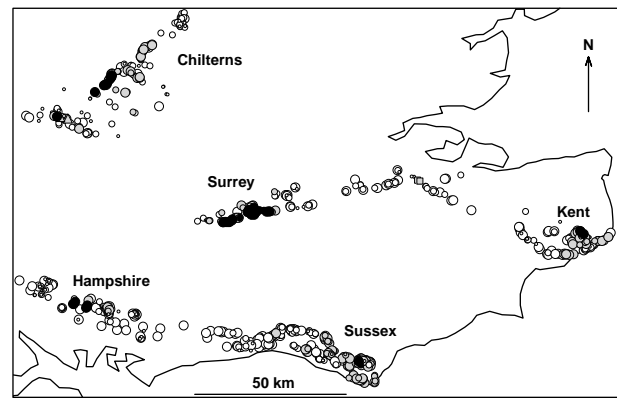 Chilterns
N
Surrey
Kent
Hampshire
Sussex
50 km